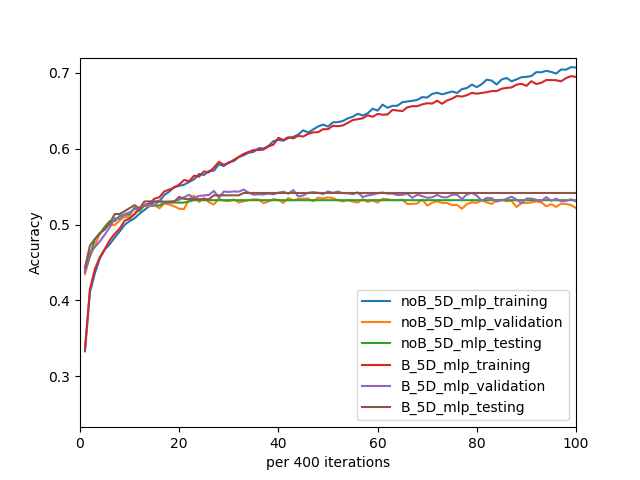 0.7
0.6
0.5
0.4
0.3
Accuracy
0 20 40 60 80 100
per 400 iterations
noB_5D_mlp_training
noB_5D_mlp_validation
noB_5D_mlp_testing
B_5D_mlp_training
B_5D_mlp_validation
B_5D_mlp_testing